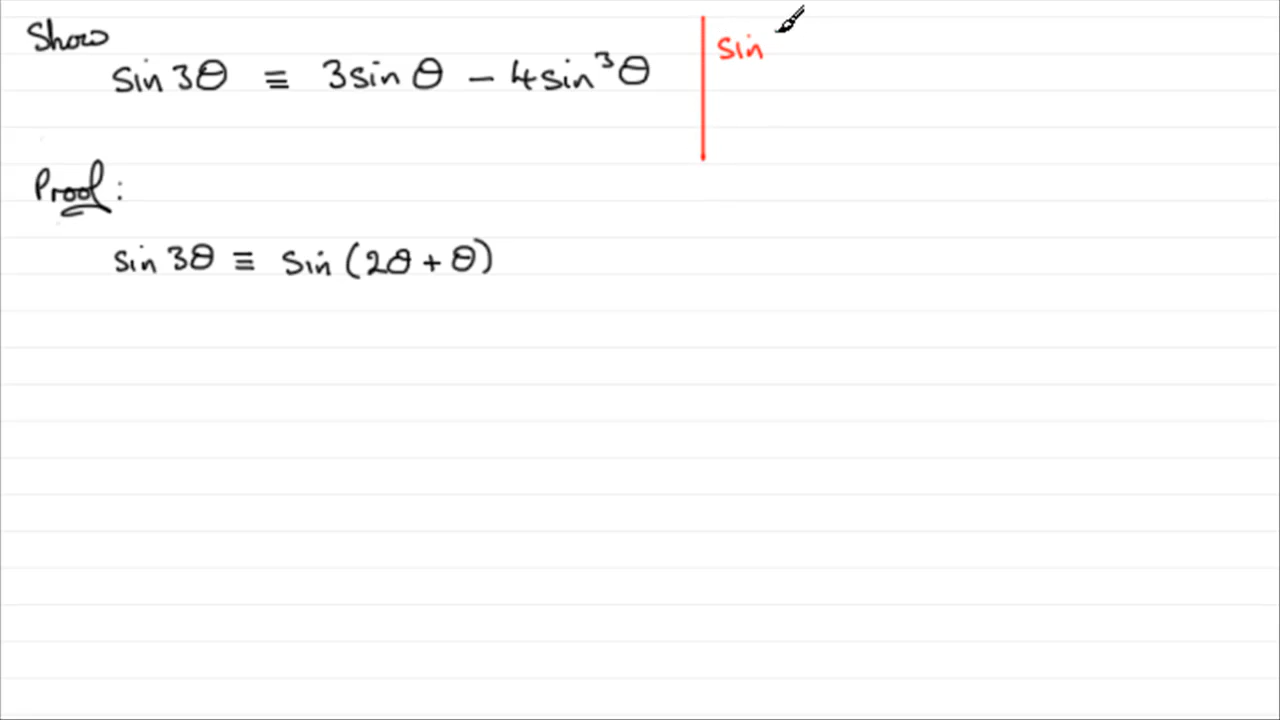 Show
sin 3θ ≡ 3sin θ − 4sin³θ
sin
Proof:
sin 3θ ≡ sin (2θ + θ)